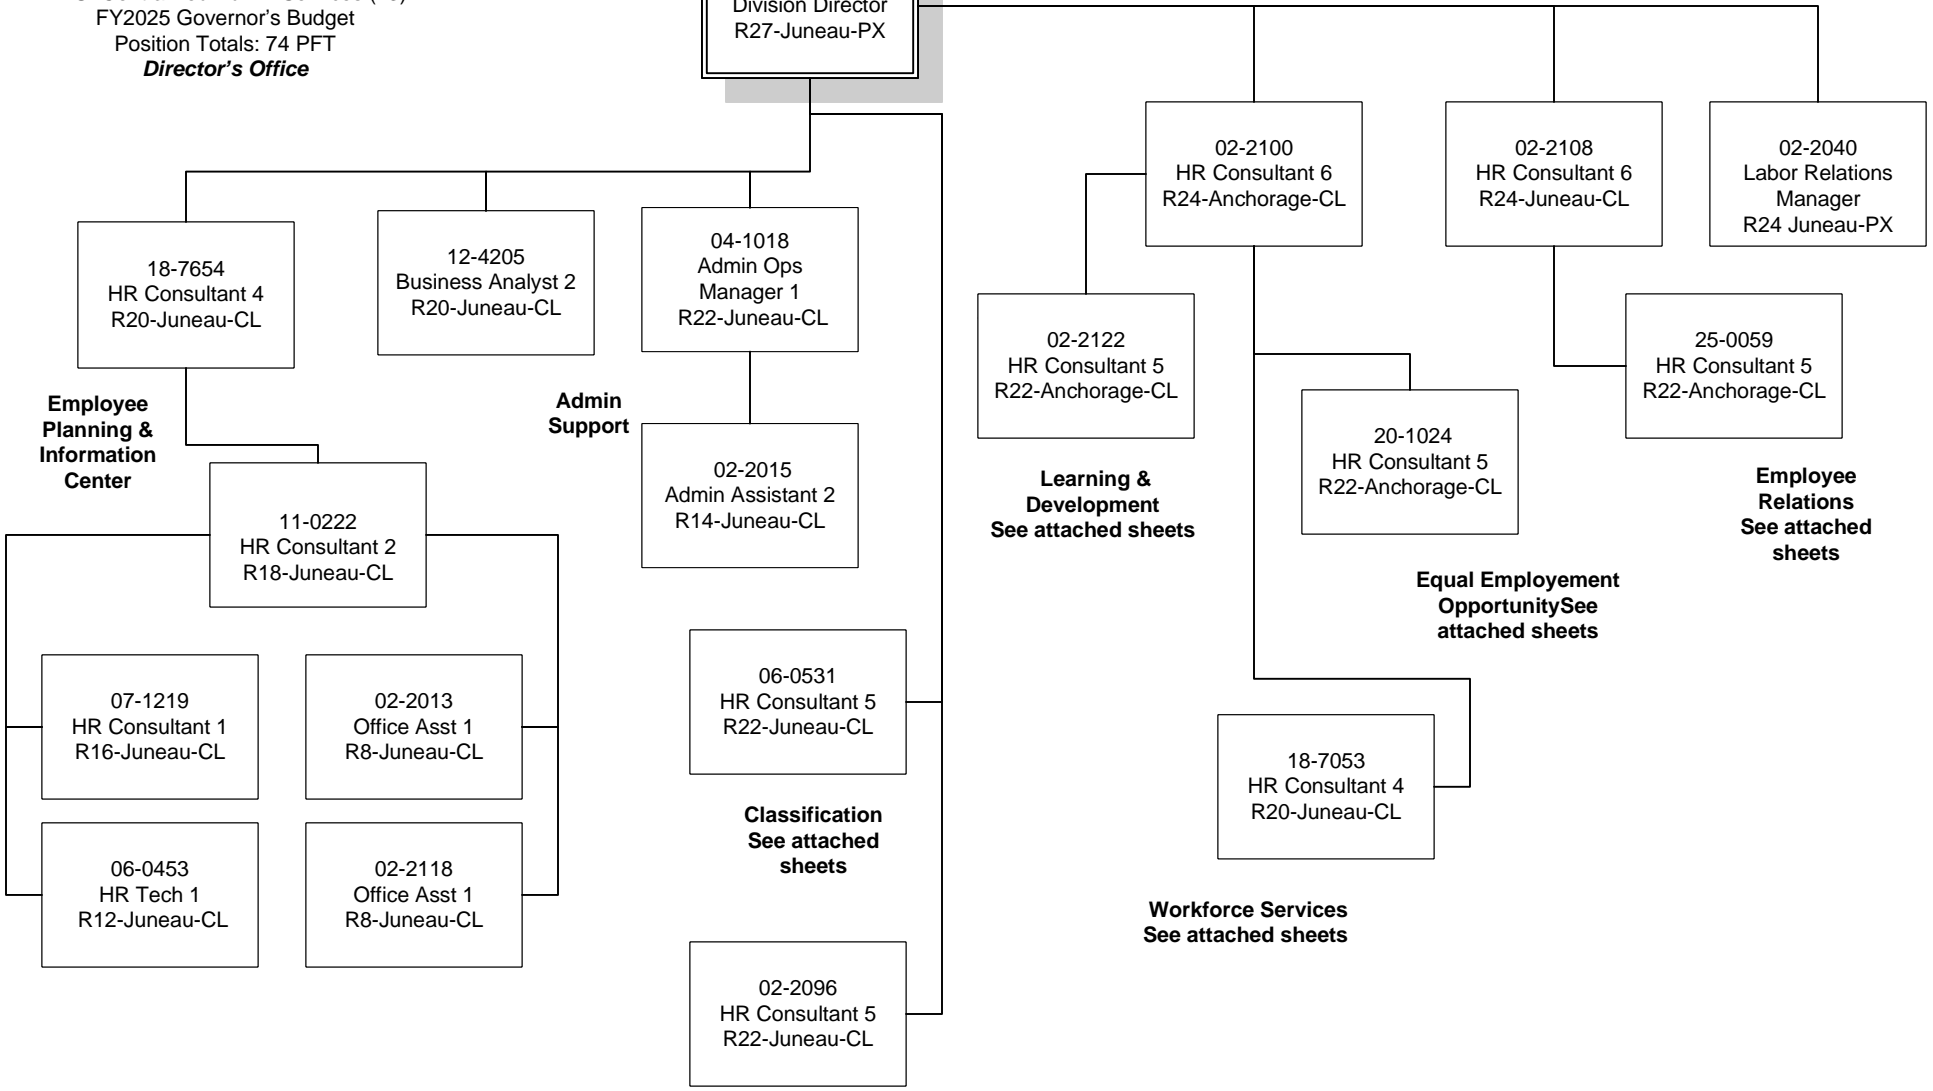 FY2025 Governor's Budget
Position Totals: 74 PFT
Director's Office
Division Director
R27-Juneau-PX
02-2100
HR Consultant 6
R24-Anchorage-CL
02-2108
HR Consultant 6
R24-Juneau-CL
02-2040
Labor Relations
Manager
R24 Juneau-PX
18-7654
HR Consultant 4
R20-Juneau-CL
12-4205
Business Analyst 2
R20-Juneau-CL
04-1018
Admin Ops
Manager 1
R22-Juneau-CL
02-2122
HR Consultant 5
R22-Anchorage-CL
25-0059
HR Consultant 5
R22-Anchorage-CL
Employee
Planning &
Information
Center
Admin
Support
20-1024
HR Consultant 5
R22-Anchorage-CL
02-2015
Admin Assistant 2
R14-Juneau-CL
Learning &
Development
See attached sheets
Employee
Relations
See attached
sheets
11-0222
HR Consultant 2
R18-Juneau-CL
Equal Employement
OpportunitySee
attached sheets
07-1219
HR Consultant 1
R16-Juneau-CL
02-2013
Office Asst 1
R8-Juneau-CL
06-0531
HR Consultant 5
R22-Juneau-CL
18-7053
HR Consultant 4
R20-Juneau-CL
Classification
See attached
sheets
06-0453
HR Tech 1
R12-Juneau-CL
02-2118
Office Asst 1
R8-Juneau-CL
Workforce Services
See attached sheets
02-2096
HR Consultant 5
R22-Juneau-CL